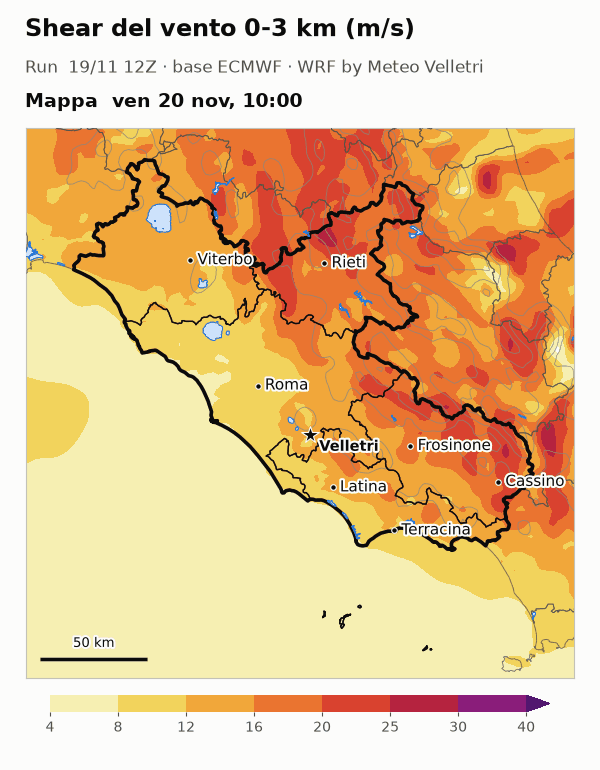 Shear del vento 0-3 km (m/s)
Run  19/11 12Z · base ECMWF · WRF by Meteo Velletri
Mappa  ven 20 nov, 10:00
Viterbo
Rieti
Roma
Velletri
Frosinone
Latina
Cassino
Terracina
50 km
4 8 12 16 20 25 30 40